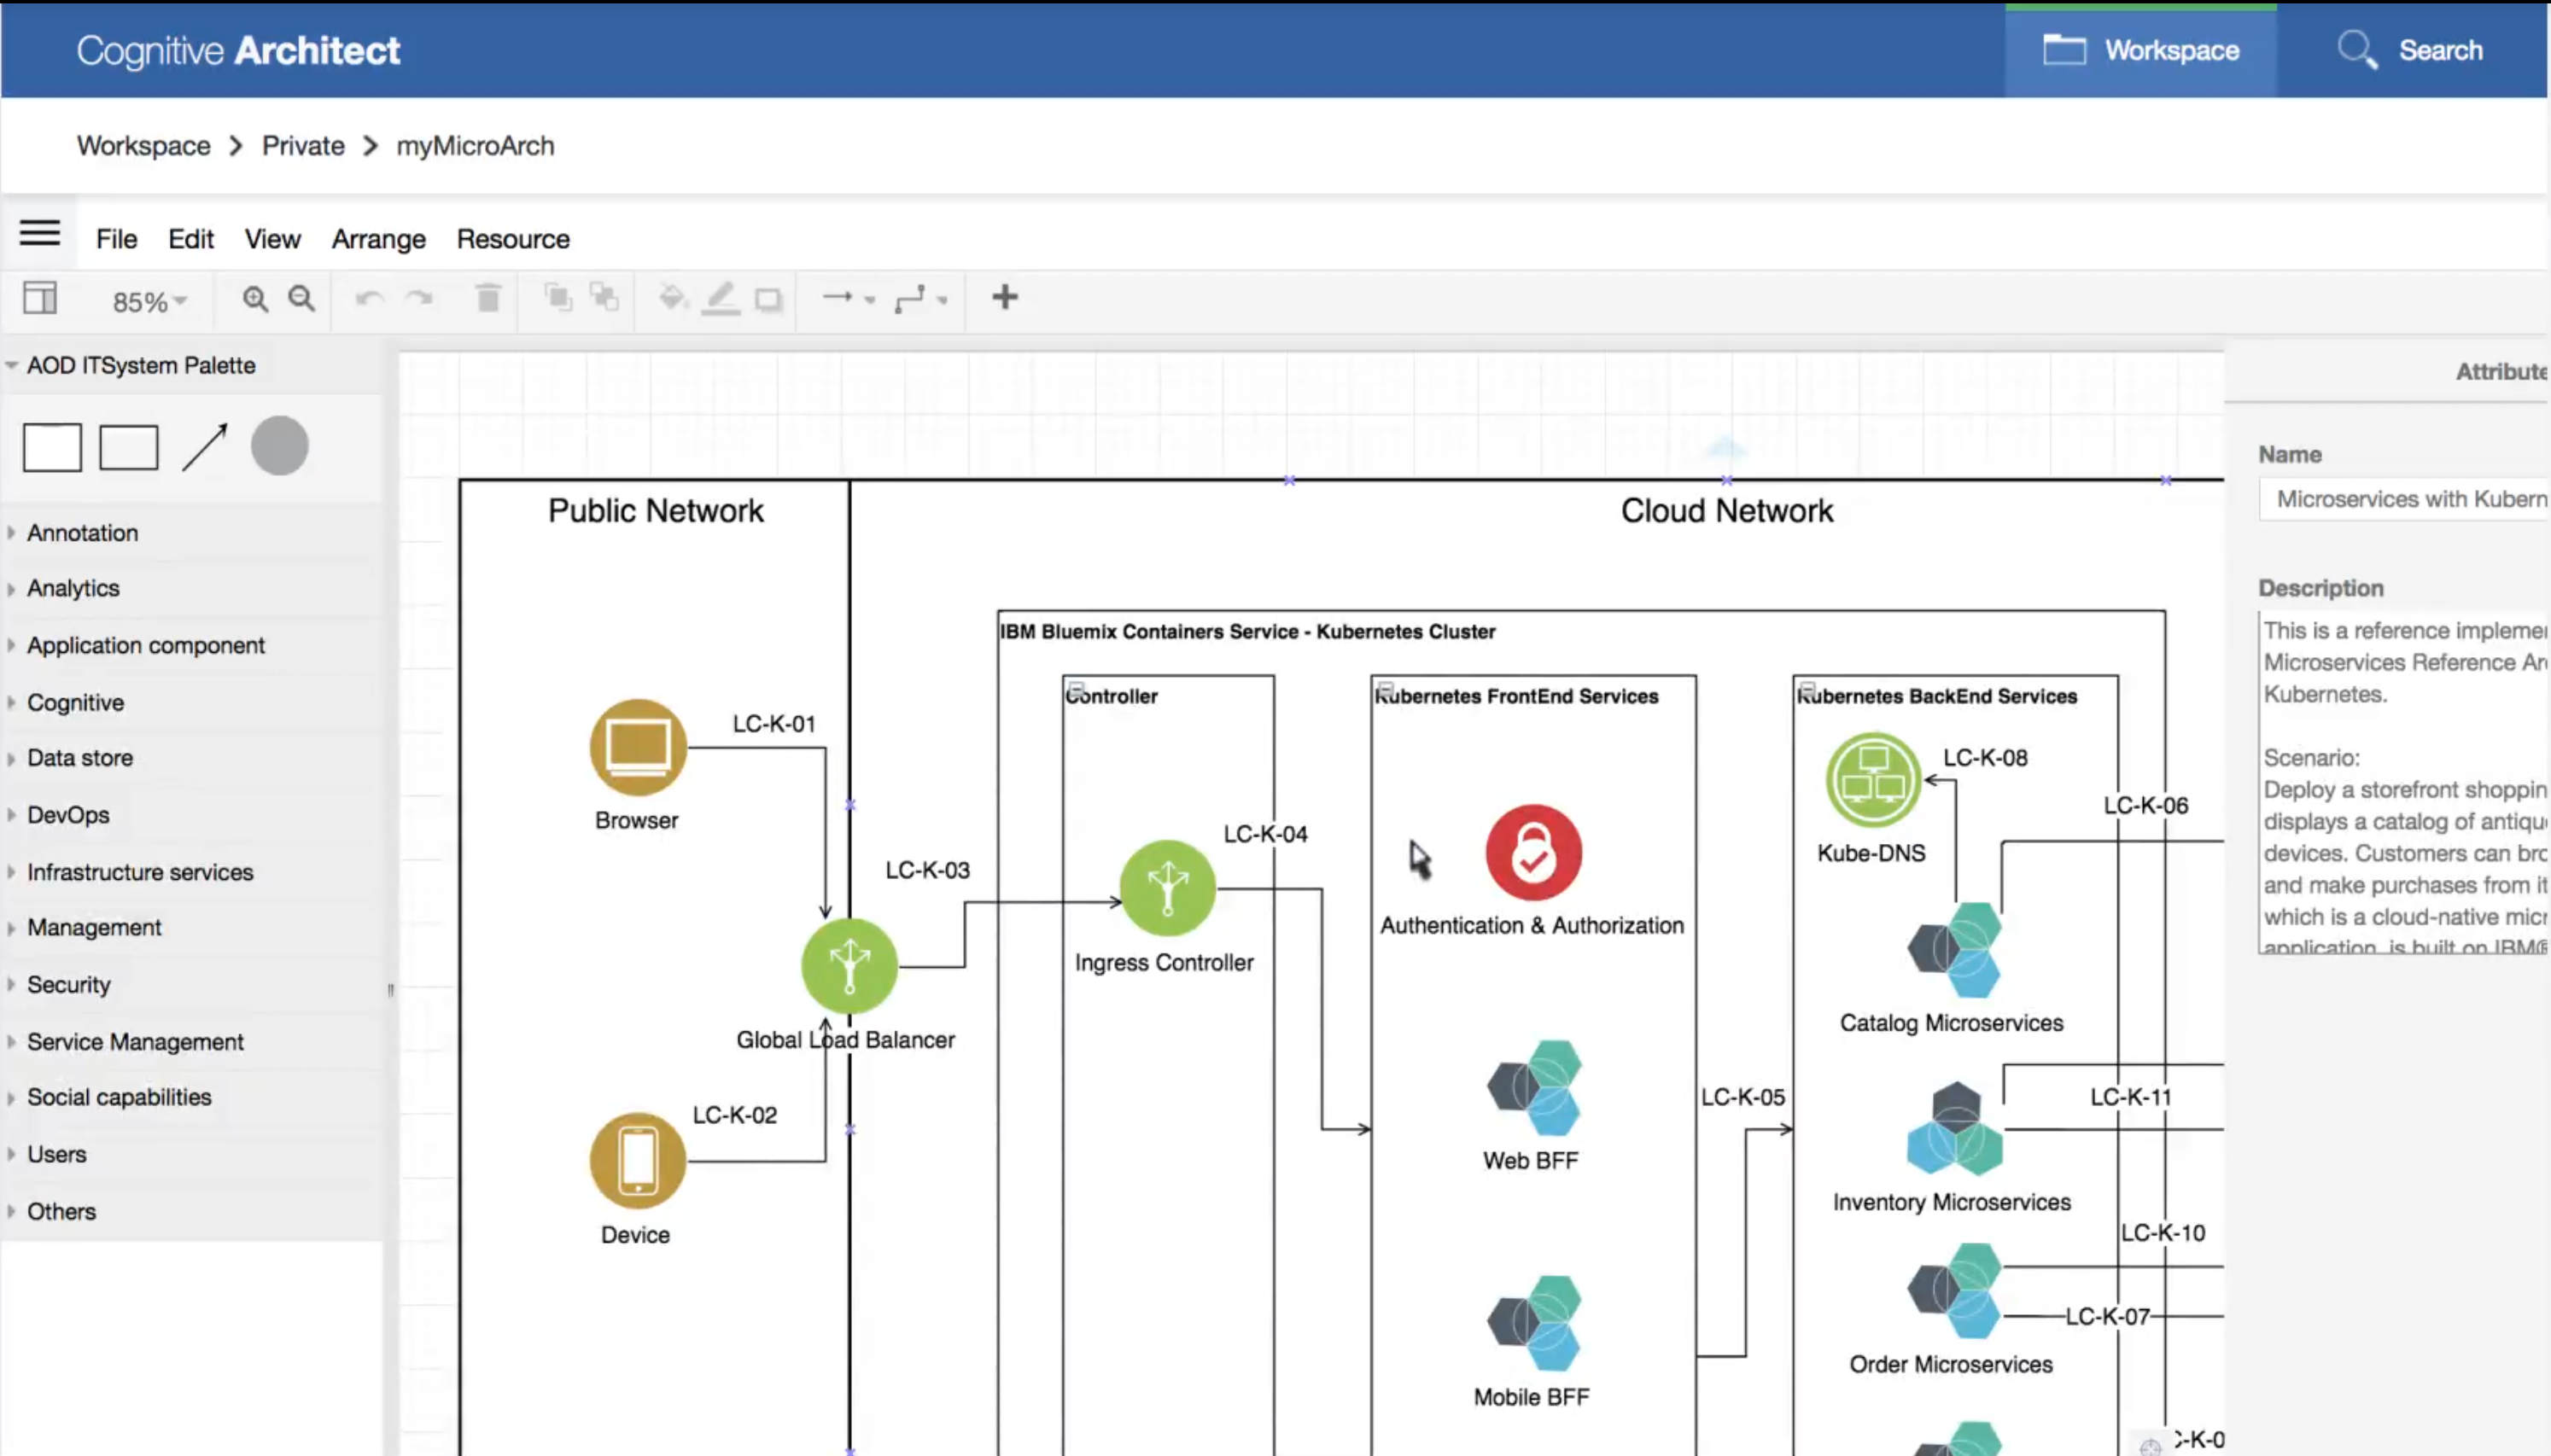 Cognitive Architect
Workspace
Search
Workspace > Private > myMicroArch
File Edit View Arrange Resource
85%
AOD ITSystem Palette
Annotation
Analytics
Application component
Cognitive
Data store
DevOps
Infrastructure services
Management
Security
Service Management
Social capabilities
Users
Others
Public Network
Cloud Network
IBM Bluemix Containers Service - Kubernetes Cluster
Controller
Kubernetes FrontEnd Services
Kubernetes BackEnd Services
LC-K-01
Browser
LC-K-03
Global Load Balancer
LC-K-02
Device
LC-K-04
Ingress Controller
Authentication & Authorization
Web BFF
Mobile BFF
LC-K-05
LC-K-08
Kube-DNS
LC-K-06
Catalog Microservices
LC-K-11
Inventory Microservices
LC-K-10
LC-K-07
Order Microservices
Attribute
Name
Microservices with Kubern
Description
This is a reference impleme
Microservices Reference Ar
Kubernetes.
Scenario:
Deploy a storefront shoppin
displays a catalog of antiqu
devices. Customers can bro
and make purchases from it
which is a cloud-native micr
application, is built on IBM®